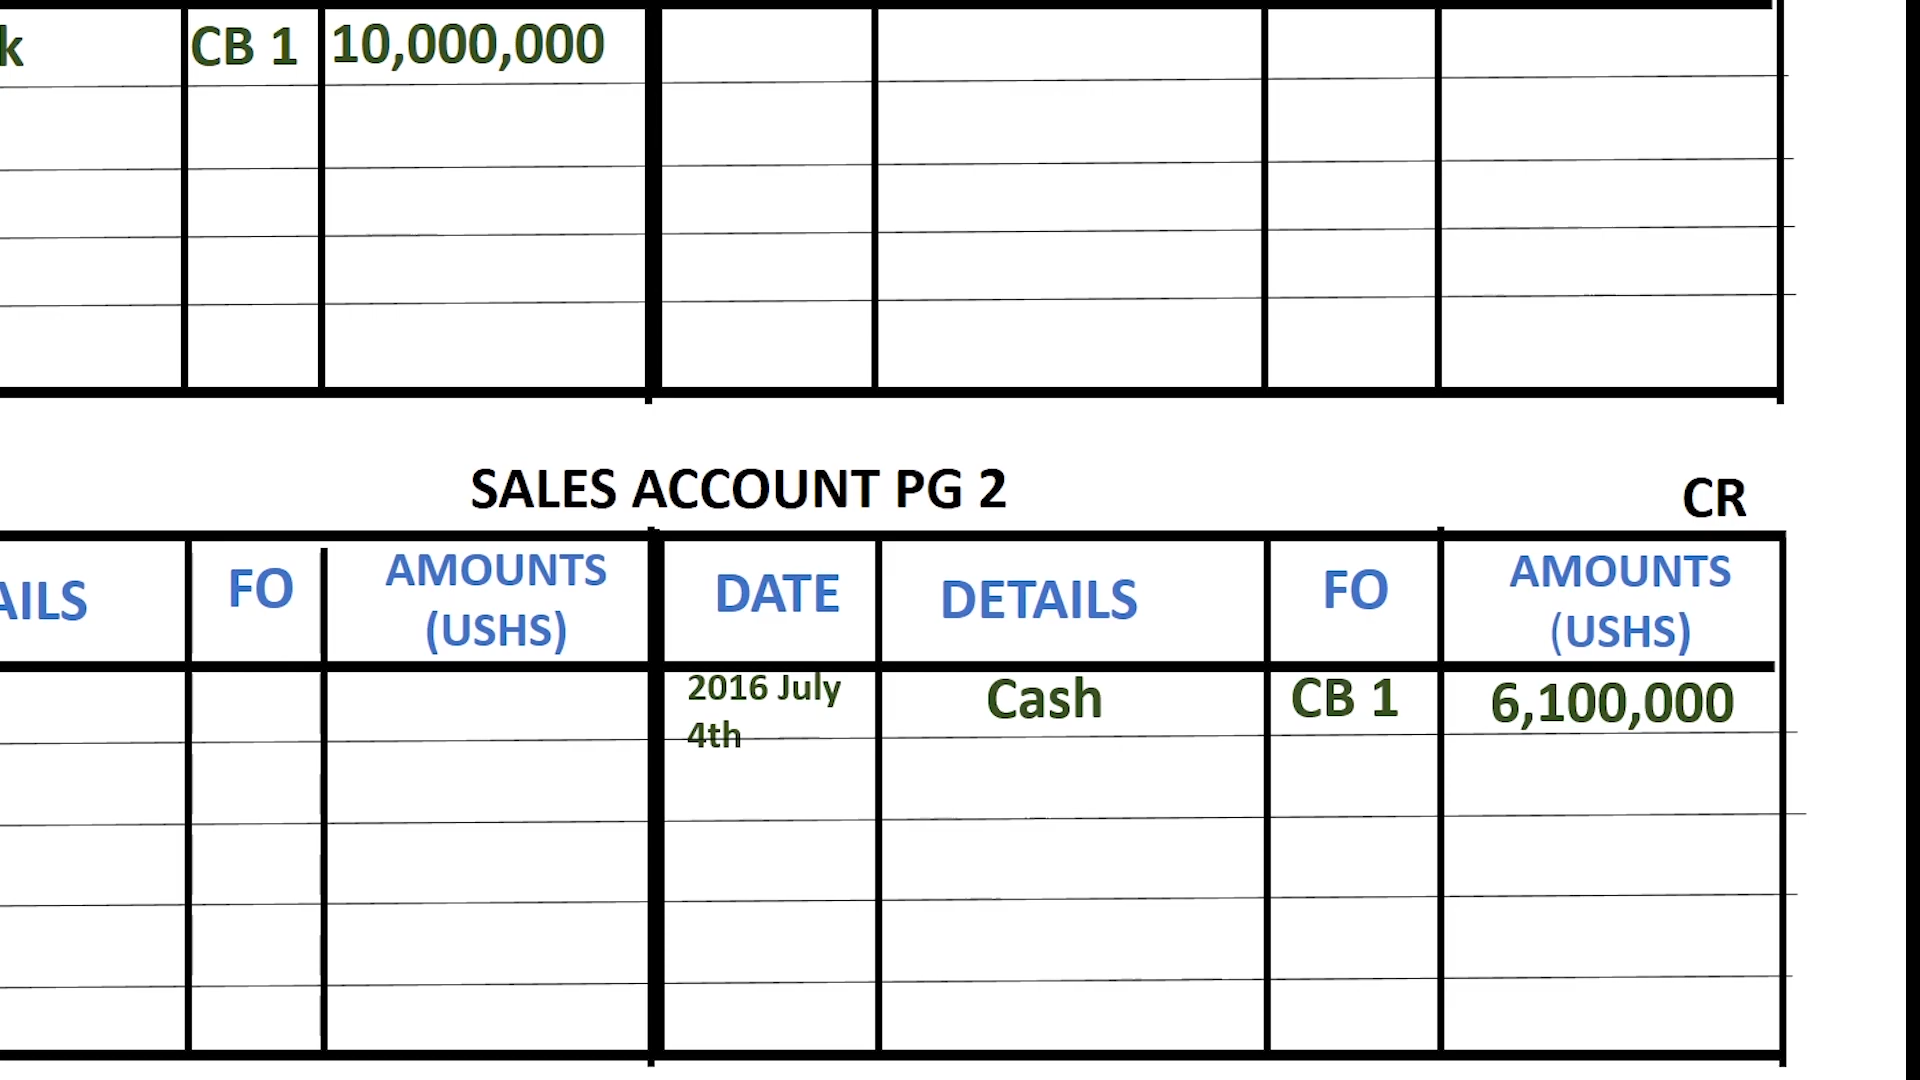 k CB 1 10,000,000
SALES ACCOUNT PG 2
CR
AILS FO AMOUNTS (USHS) DATE DETAILS FO AMOUNTS (USHS)
2016 July 4th Cash CB 1 6,100,000